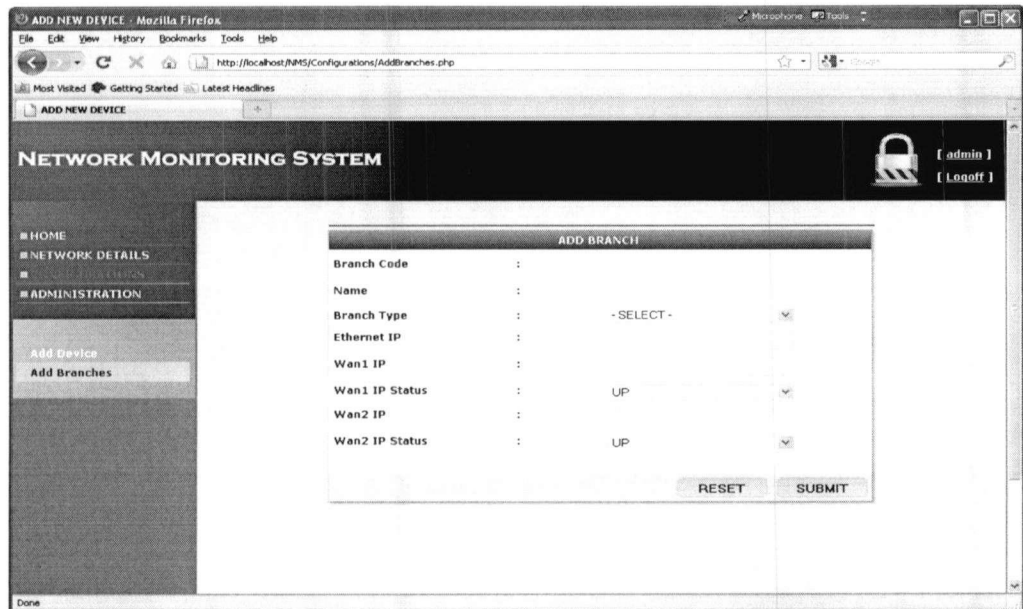 ADD NEW DEVICE - Mozilla Firefox
Microphone Tools
File Edit View History Bookmarks Tools Help
http://localhost/NMS/Configurations/AddBranches.php
Most Visited Getting Started Latest Headlines
ADD NEW DEVICE
NETWORK MONITORING SYSTEM
[ admin ]
[ Logoff ]
HOME
NETWORK DETAILS
ADMINISTRATION
Add Device
Add Branches
ADD BRANCH
Branch Code :
Name :
Branch Type : - SELECT -
Ethernet IP :
Wan1 IP :
Wan1 IP Status : UP
Wan2 IP :
Wan2 IP Status : UP
RESET SUBMIT
Done